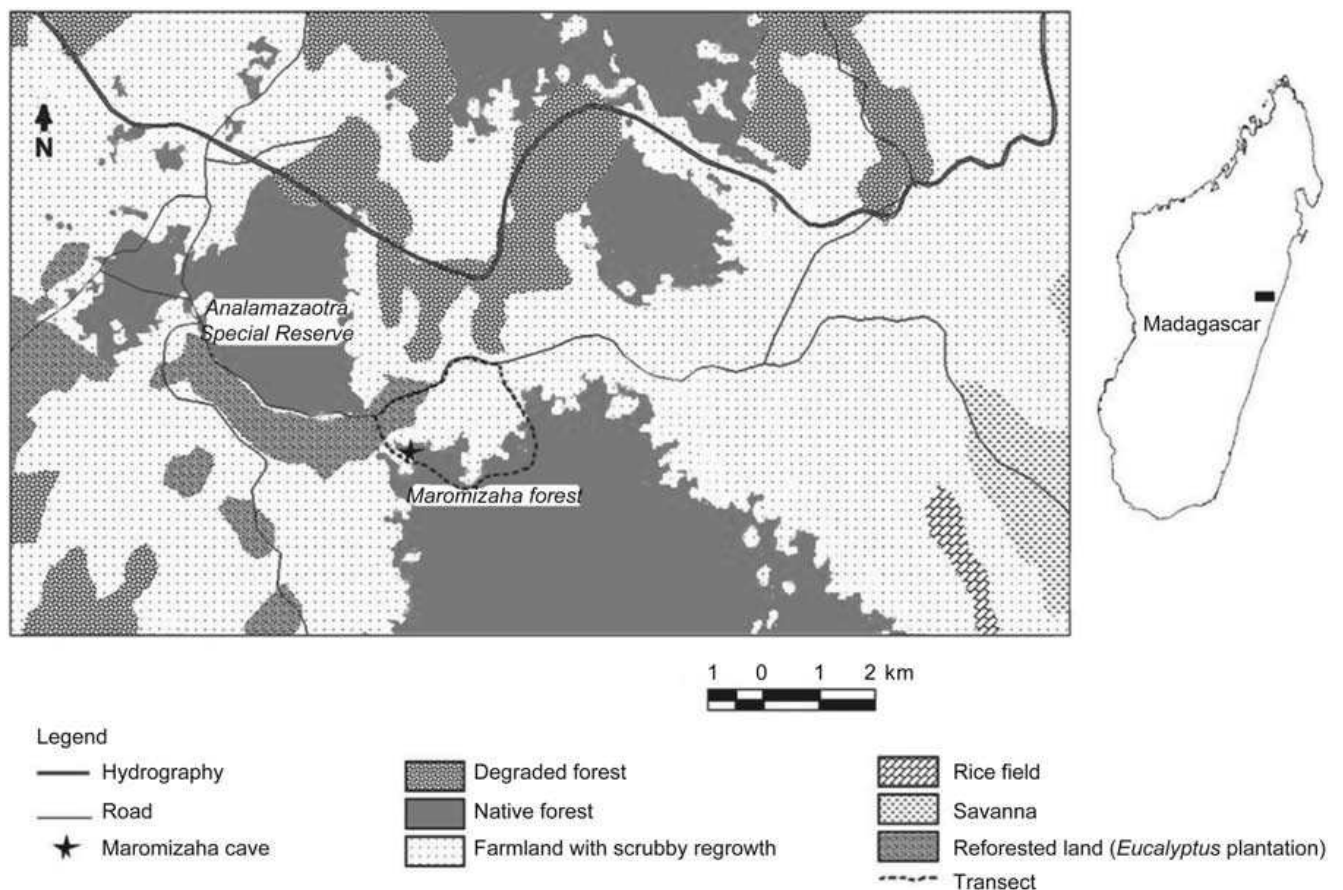 N
Analamazaotra
Special Reserve
Maromizaha forest
Madagascar
1 0 1 2 km
Legend
Hydrography
Road
Maromizaha cave
Degraded forest
Native forest
Farmland with scrubby regrowth
Rice field
Savanna
Reforested land (Eucalyptus plantation)
Transect